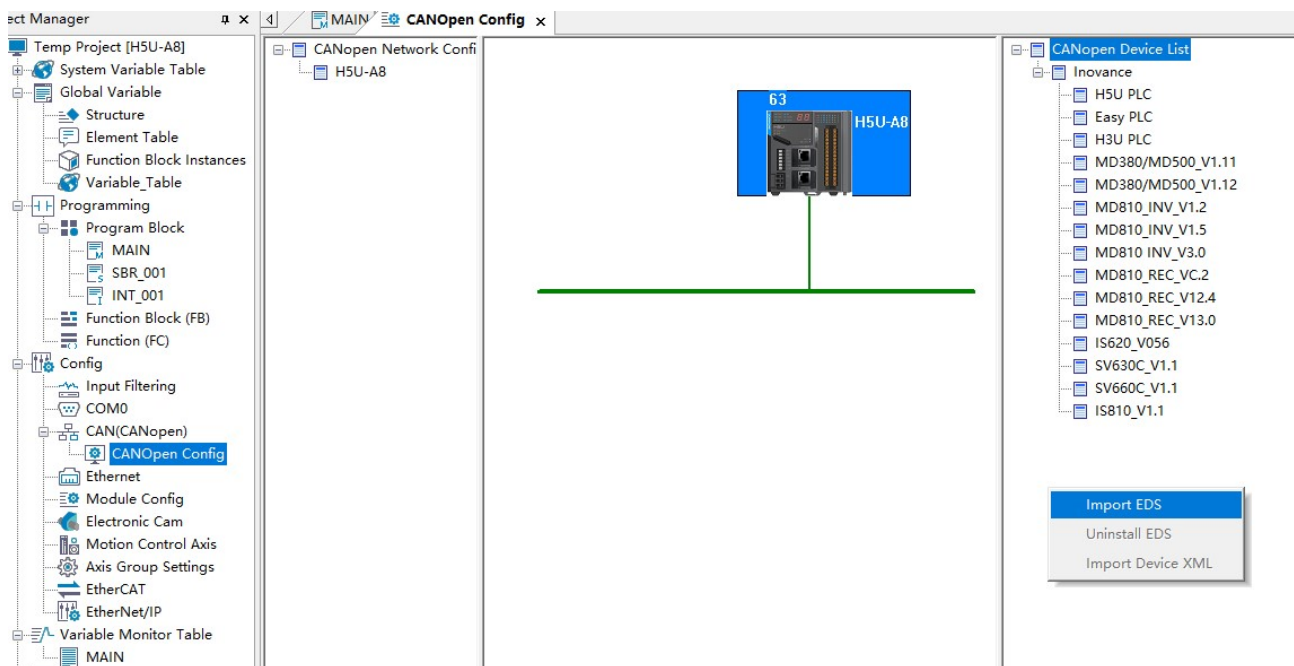 ect Manager
MAIN
CANOpen Config
Temp Project [H5U-A8]
System Variable Table
Global Variable
Structure
Element Table
Function Block Instances
Variable_Table
Programming
Program Block
MAIN
SBR_001
INT_001
Function Block (FB)
Function (FC)
Config
Input Filtering
COM0
CAN(CANopen)
CANOpen Config
Ethernet
Module Config
Electronic Cam
Motion Control Axis
Axis Group Settings
EtherCAT
EtherNet/IP
Variable Monitor Table
MAIN
CANopen Network Confi
H5U-A8
63
H5U-A8
CANopen Device List
Inovance
H5U PLC
Easy PLC
H3U PLC
MD380/MD500_V1.11
MD380/MD500_V1.12
MD810_INV_V1.2
MD810_INV_V1.5
MD810 INV_V3.0
MD810_REC_VC.2
MD810_REC_V12.4
MD810_REC_V13.0
IS620_V056
SV630C_V1.1
SV660C_V1.1
IS810_V1.1
Import EDS
Uninstall EDS
Import Device XML